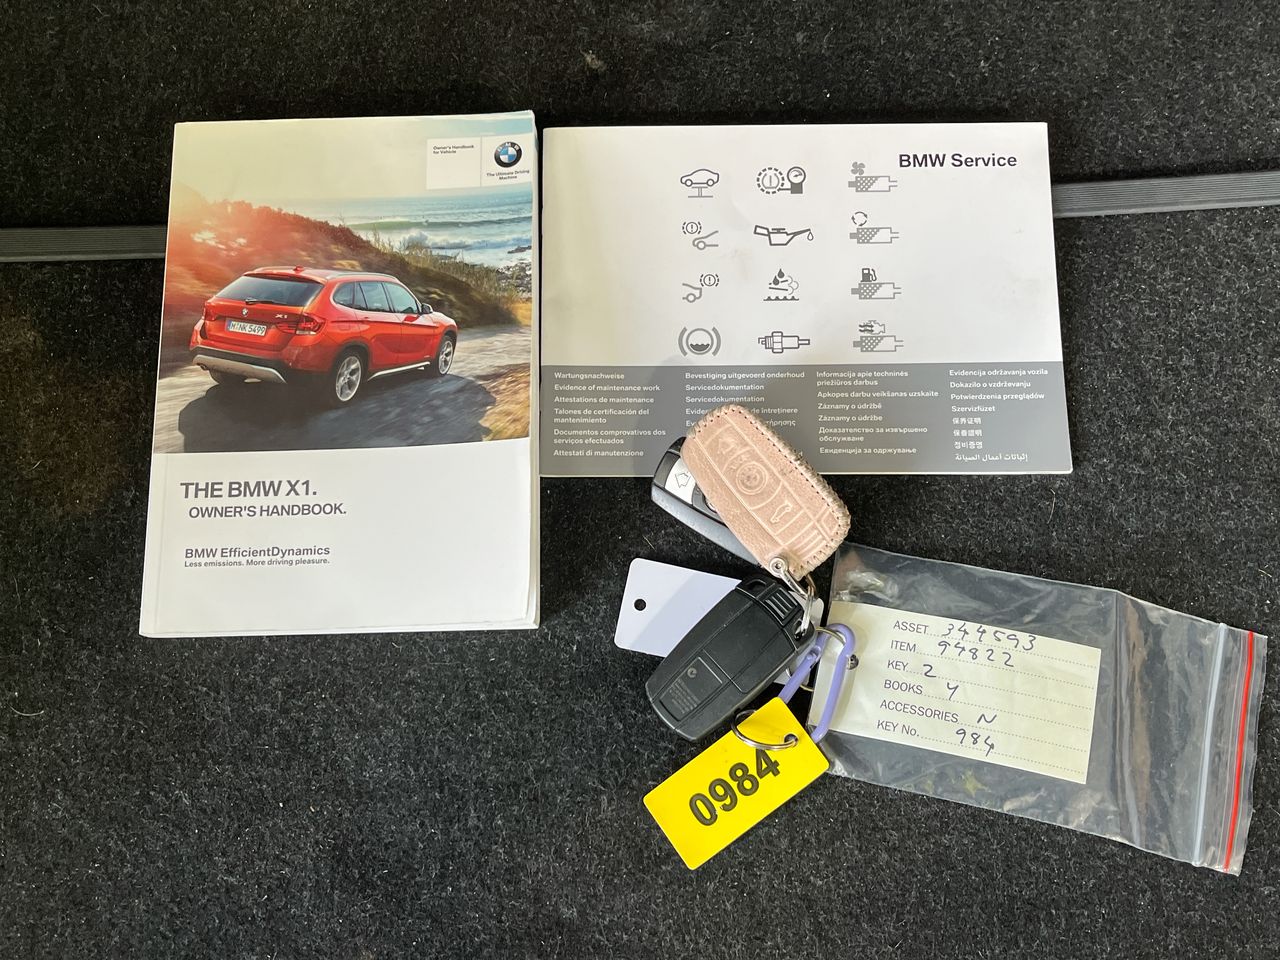 Owner's Handbook
for Vehicle
BMW
The Ultimate Driving
Machine
X1
M·NK 5499
THE BMW X1.
OWNER'S HANDBOOK.
BMW EfficientDynamics
Less emissions. More driving pleasure.
BMW Service
Wartungsnachweise
Evidence of maintenance work
Attestations de maintenance
Talones de certificación del
mantenimiento
Documentos comprovativos dos
serviços efectuados
Attestati di manutenzione
Bevestiging uitgevoerd onderhoud
Servicedokumentation
Servicedokumentation
întreținere
Informacija apie techninės
priežiūros darbus
Apkopes darbu veikšanas uzskaite
Záznamy o údržbě
Záznamy o údržbe
Доказателство за извършено
обслужване
Евиденција за одржување
Evidencija održavanja vozila
Dokazilo o vzdrževanju
Potwierdzenia przeglądów
Szervizfüzet
保养证明
保養證明
정비증명
إثباتات أعمال الصيانة
ASSET 344593
ITEM 94822
KEY 2
BOOKS Y
ACCESSORIES N
KEY No. 984
0984